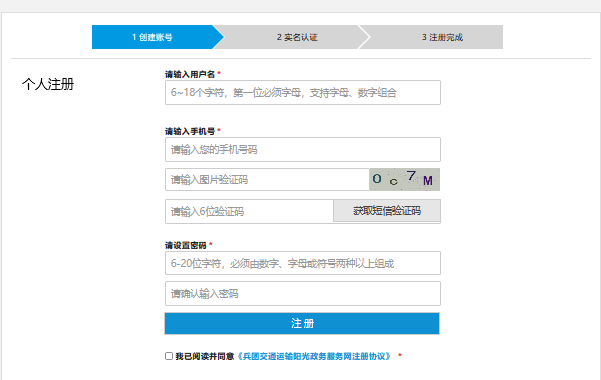 1 创建账号
2 实名认证
3 注册完成
个人注册
请输入用户名 *
6~18个字符，第一位必须字母，支持字母、数字组合
请输入手机号 *
请输入您的手机号码
请输入图片验证码
0 c 7 M
请输入6位验证码
获取短信验证码
请设置密码 *
6-20位字符，必须由数字、字母或符号两种以上组成
请确认输入密码
注册
我已阅读并同意《兵团交通运输阳光政务服务网注册协议》 *